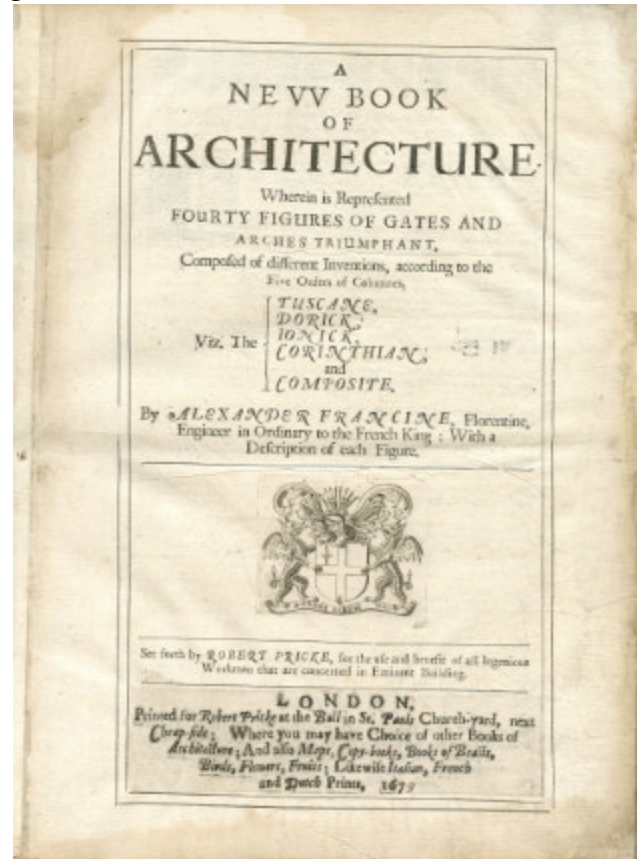 A
NEVV BOOK
OF
ARCHITECTURE.
Wherein is Repreſented
FOURTY FIGURES OF GATES AND
ARCHES TRIUMPHANT,
Compoſed of different Inventions, according to the
Five Orders of Columnes,
Viz. The
TUSCANE,
DORICK,
IONICK,
CORINTHIAN,
and
COMPOSITE.
By ALEXANDER FRANCINE, Florentine,
Engineer in Ordinary to the French King: With a
Deſcription of each Figure.
Set forth by ROBERT PRICKE, for the uſe and benefit of all Ingenious
Workmen that are concerned in Eminent Building.
LONDON,
Printed for Robert Pricke at the Ball in St. Pauls Church-yard, next
Cheap-ſide; Where you may have Choice of other Books of
Architecture; And alſo Maps, Copy-books, Books of Beaſts,
Birds, Flowers, Fruits; Likewiſe Italian, French
and Dutch Prints,